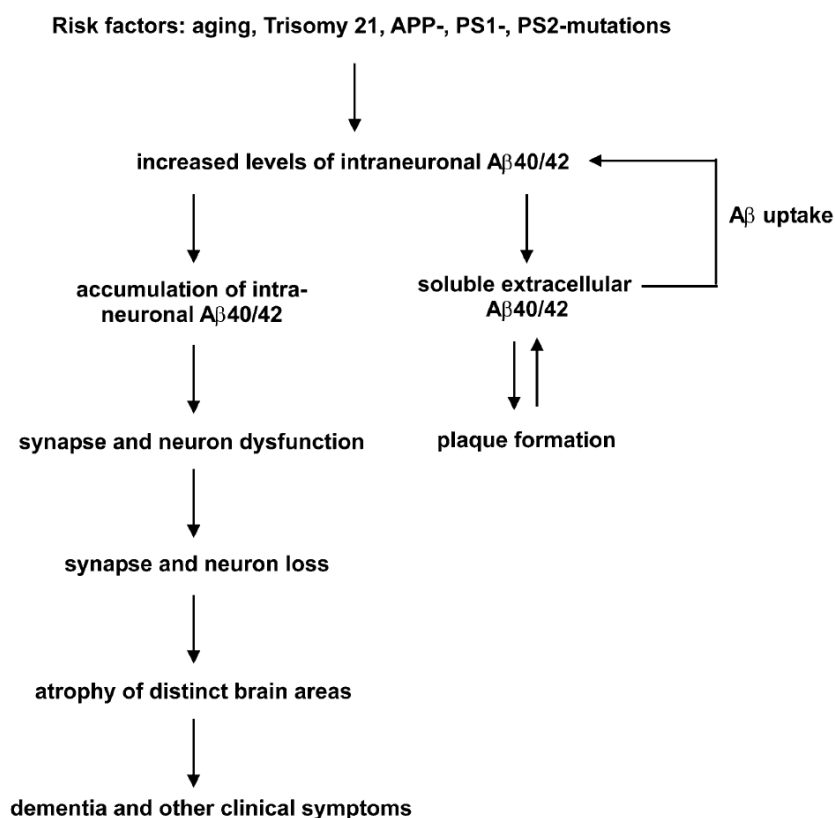 Risk factors: aging, Trisomy 21, APP-, PS1-, PS2-mutations
increased levels of intraneuronal Aβ40/42
Aβ uptake
accumulation of intra-
neuronal Aβ40/42
soluble extracellular
Aβ40/42
synapse and neuron dysfunction
plaque formation
synapse and neuron loss
atrophy of distinct brain areas
dementia and other clinical symptoms